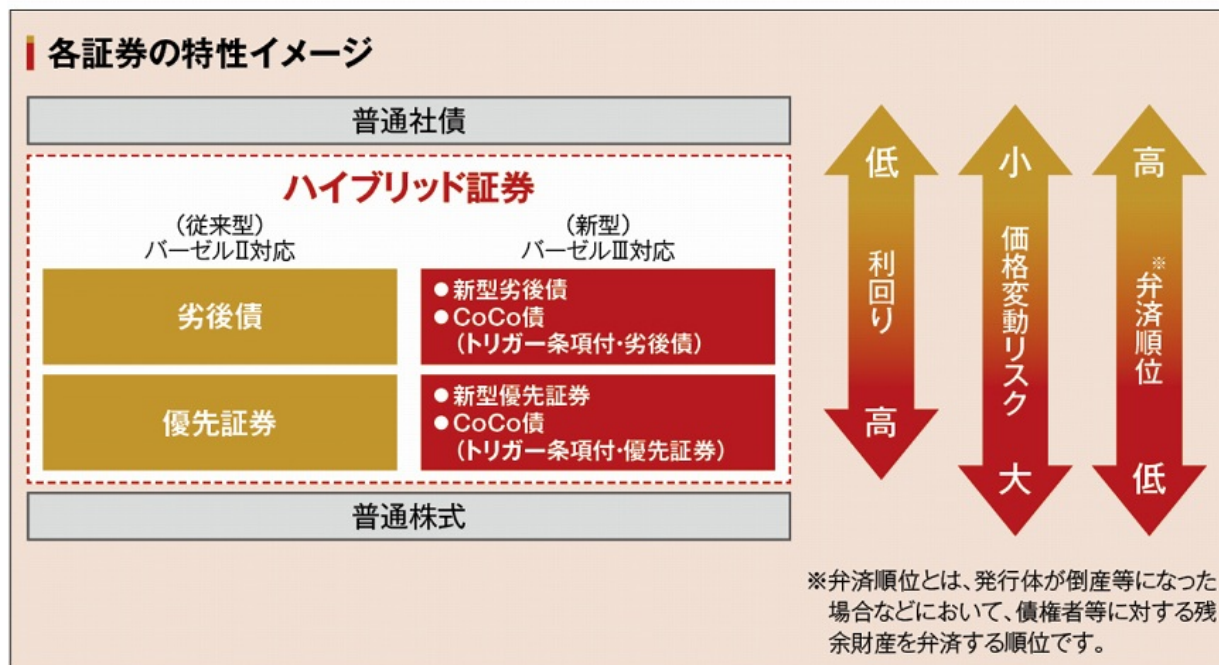 各証券の特性イメージ
普通社債
ハイブリッド証券
（従来型）
バーゼルⅡ対応
（新型）
バーゼルⅢ対応
劣後債
●新型劣後債
●CoCo債
（トリガー条項付・劣後債）
優先証券
●新型優先証券
●CoCo債
（トリガー条項付・優先証券）
普通株式
低
利回り
高
小
価格変動リスク
大
高
※弁済順位
低
※弁済順位とは、発行体が倒産等になった
場合などにおいて、債権者等に対する残
余財産を弁済する順位です。